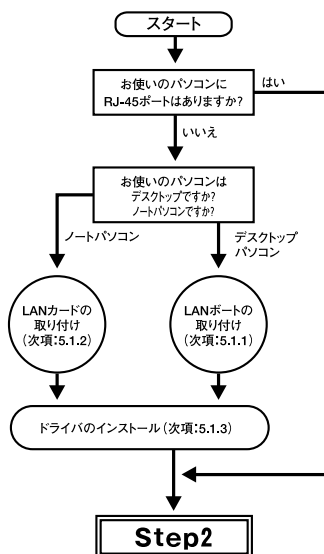 スタート
お使いのパソコンに
RJ-45ポートはありますか?
はい
いいえ
お使いのパソコンは
デスクトップですか?
ノートパソコンですか?
ノートパソコン
デスクトップ
パソコン
LANカードの
取り付け
(次項:5.1.2)
LANボートの
取り付け
(次項:5.1.1)
ドライバのインストール(次項:5.1.3)
Step2